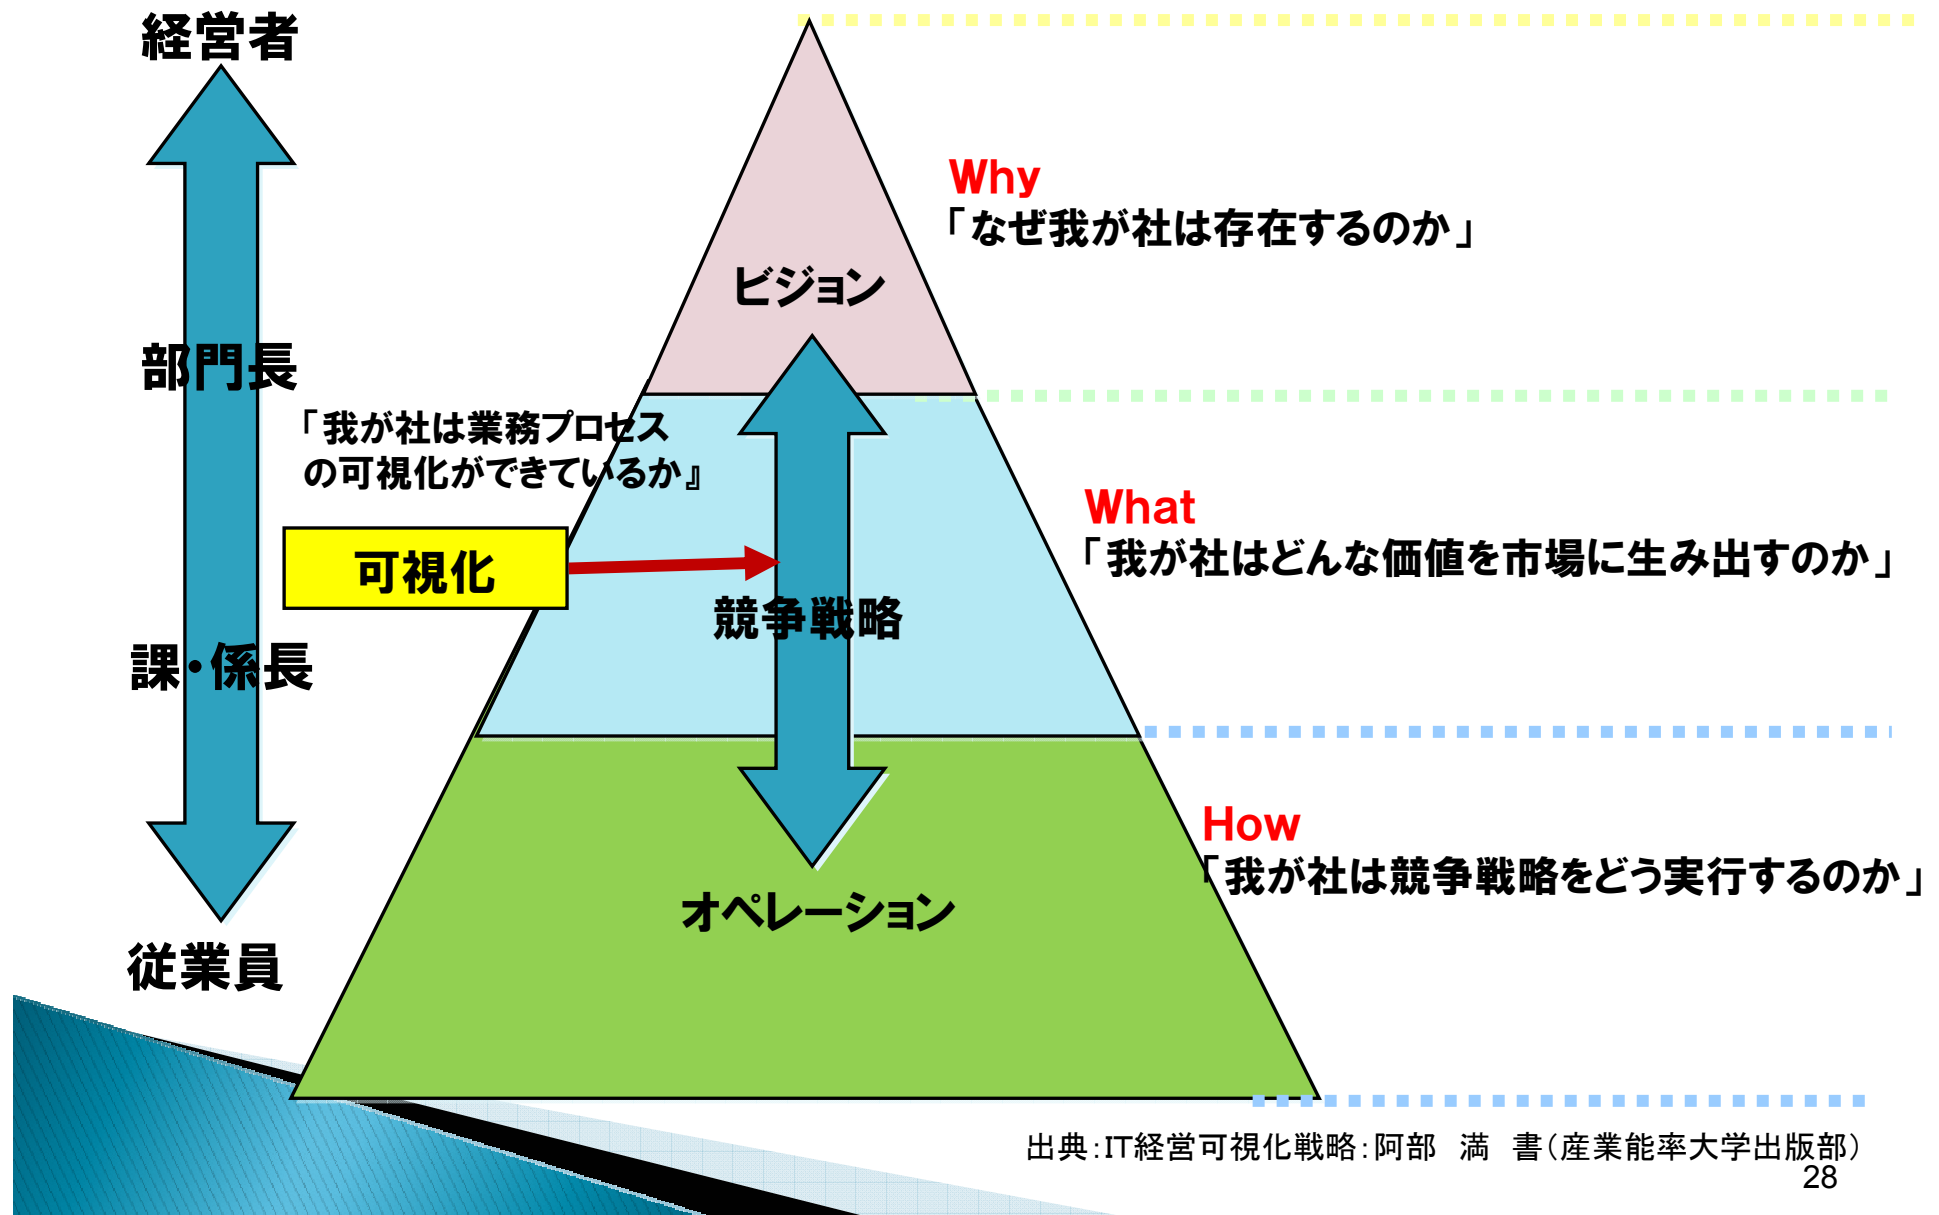 経営者
部門長
課・係長
従業員
「我が社は業務プロセス
の可視化ができているか』
可視化
ビジョン
競争戦略
オペレーション
Why
「なぜ我が社は存在するのか」
What
「我が社はどんな価値を市場に生み出すのか」
How
「我が社は競争戦略をどう実行するのか」
出典：IT経営可視化戦略：阿部　満　書（産業能率大学出版部）
28